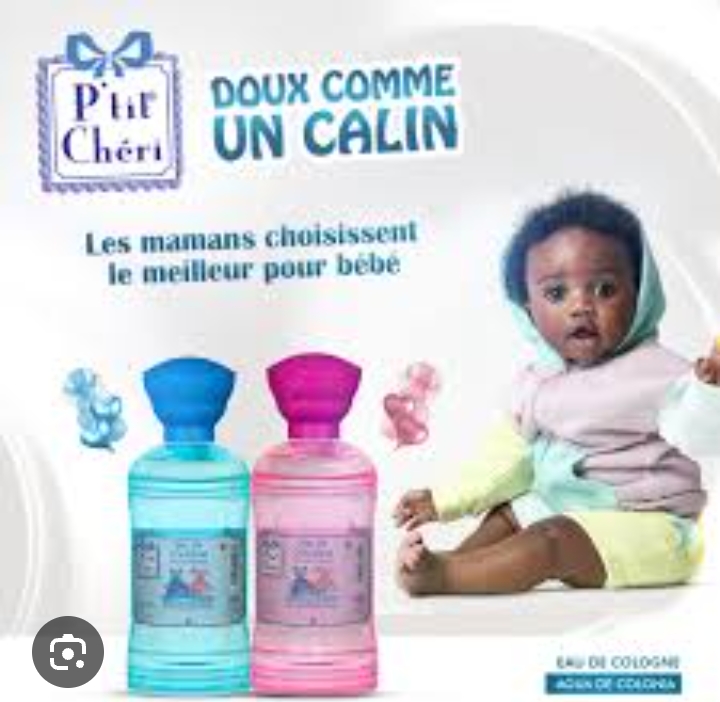 P'tit
Chéri
DOUX COMME
UN CALIN
Les mamans choisissent
le meilleur pour bébé
EAU DE COLOGNE
AGUA DE COLONIA